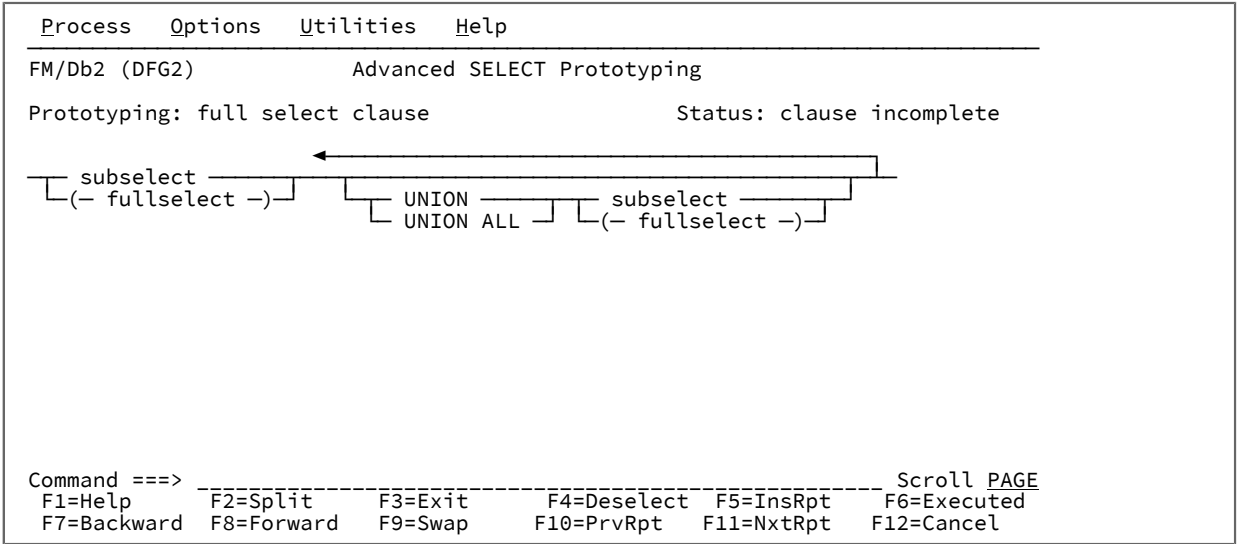 Process Options Utilities Help
FM/Db2 (DFG2) Advanced SELECT Prototyping
Prototyping: full select clause Status: clause incomplete
subselect
(— fullselect —) UNION subselect
UNION ALL (— fullselect —)
Command ===> _____________________________________________________ Scroll PAGE
F1=Help F2=Split F3=Exit F4=Deselect F5=InsRpt F6=Executed
F7=Backward F8=Forward F9=Swap F10=PrvRpt F11=NxtRpt F12=Cancel